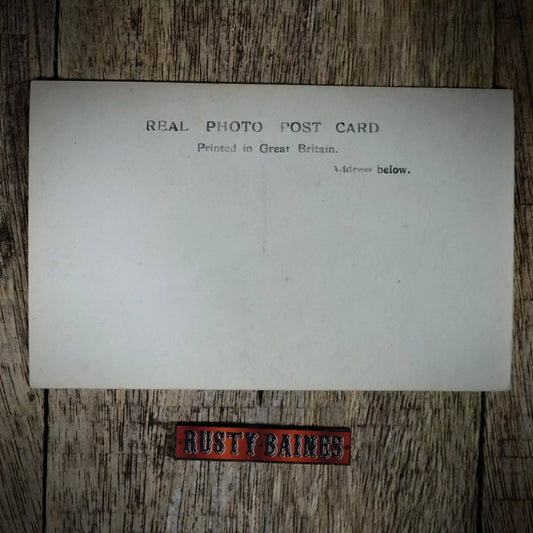 REAL PHOTO POST CARD
Printed in Great Britain.
Address below.
RUSTY BAINES